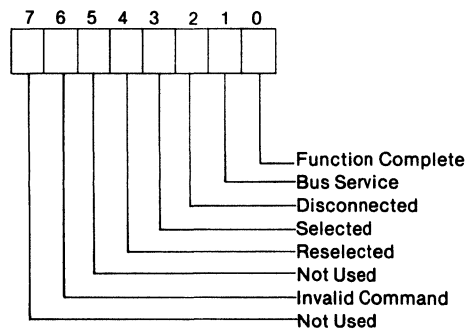 7 6 5 4 3 2 1 0
Function Complete
Bus Service
Disconnected
Selected
Reselected
Not Used
Invalid Command
Not Used